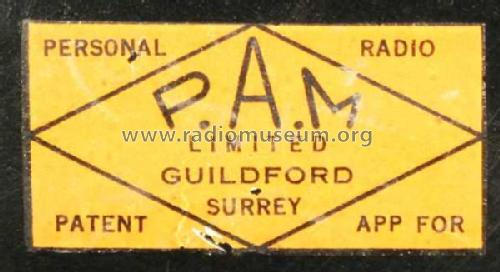 PERSONAL RADIO
P.A.M
LIMITED
www.radiomuseum.org
GUILDFORD
SURREY
PATENT APP FOR